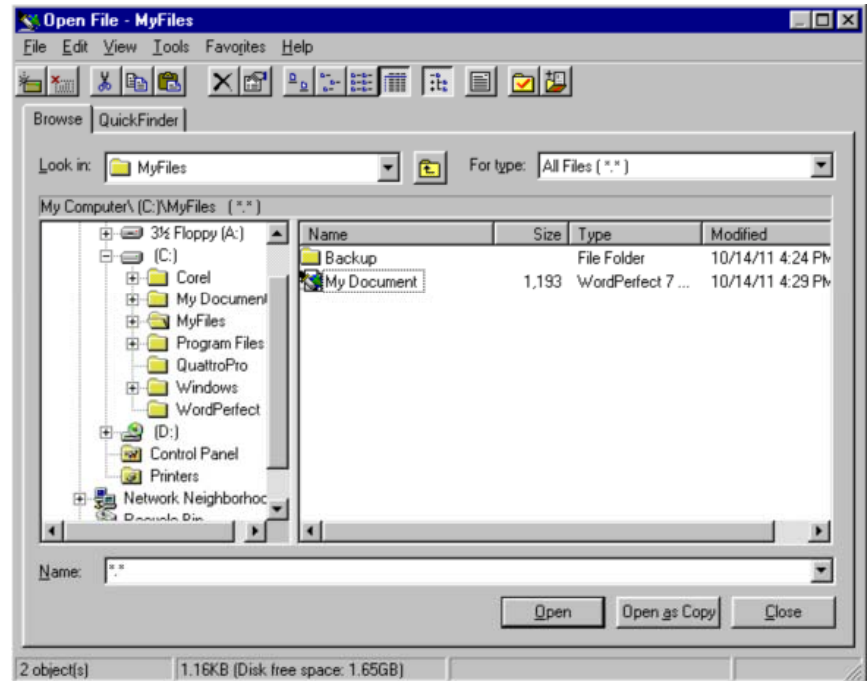 Open File - MyFiles
File Edit View Tools Favorites Help
Browse QuickFinder
Look in: MyFiles For type: All Files ( *.* )
My Computer\ (C:)\MyFiles ( *.* )
3½ Floppy (A:)
(C:)
Corel
My Document
MyFiles
Program Files
QuattroPro
Windows
WordPerfect
(D:)
Control Panel
Printers
Network Neighborhoo
Recycle Bin
Name Size Type Modified
Backup File Folder 10/14/11 4:24 PM
My Document 1,193 WordPerfect 7 ... 10/14/11 4:29 PM
Name: *.*
Open Open as Copy Close
2 object(s) 1.16KB (Disk free space: 1.65GB)